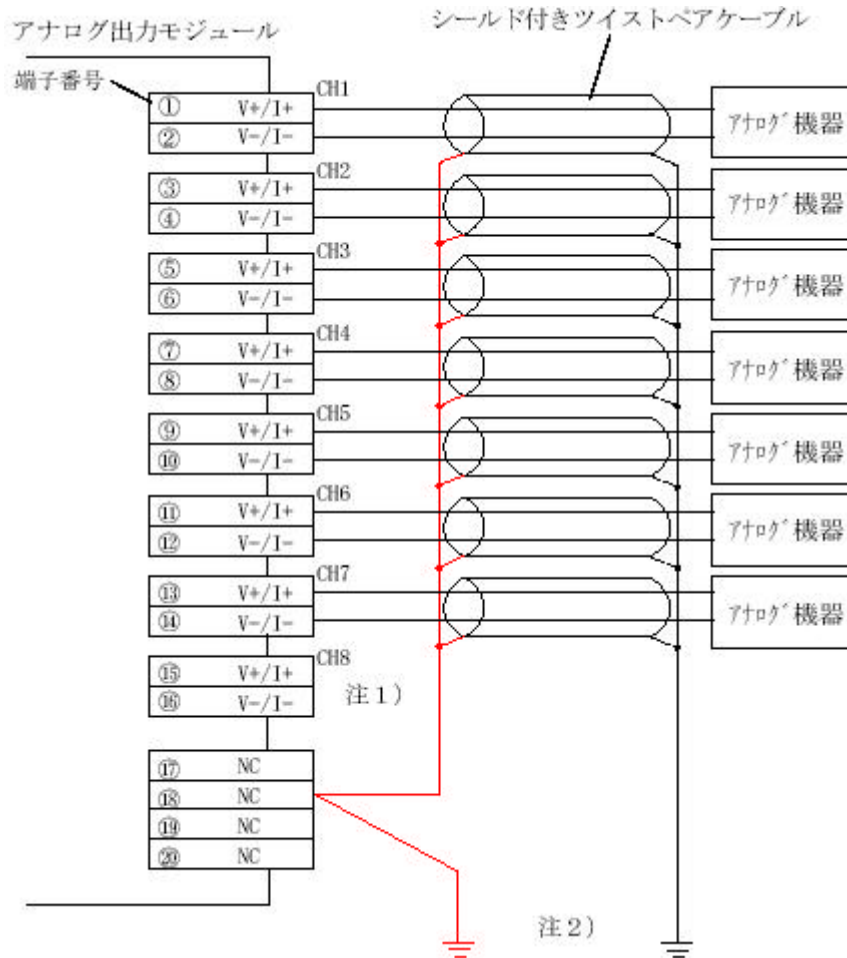 アナログ出力モジュール
シールド付きツイストペアケーブル
端子番号
CH1
① V+/I+
② V-/I-
アナログ機器
CH2
③ V+/I+
④ V-/I-
アナログ機器
CH3
⑤ V+/I+
⑥ V-/I-
アナログ機器
CH4
⑦ V+/I+
⑧ V-/I-
アナログ機器
CH5
⑨ V+/I+
⑩ V-/I-
アナログ機器
CH6
⑪ V+/I+
⑫ V-/I-
アナログ機器
CH7
⑬ V+/I+
⑭ V-/I-
アナログ機器
CH8
⑮ V+/I+
⑯ V-/I-
注1)
⑰ NC
⑱ NC
⑲ NC
⑳ NC
注2)